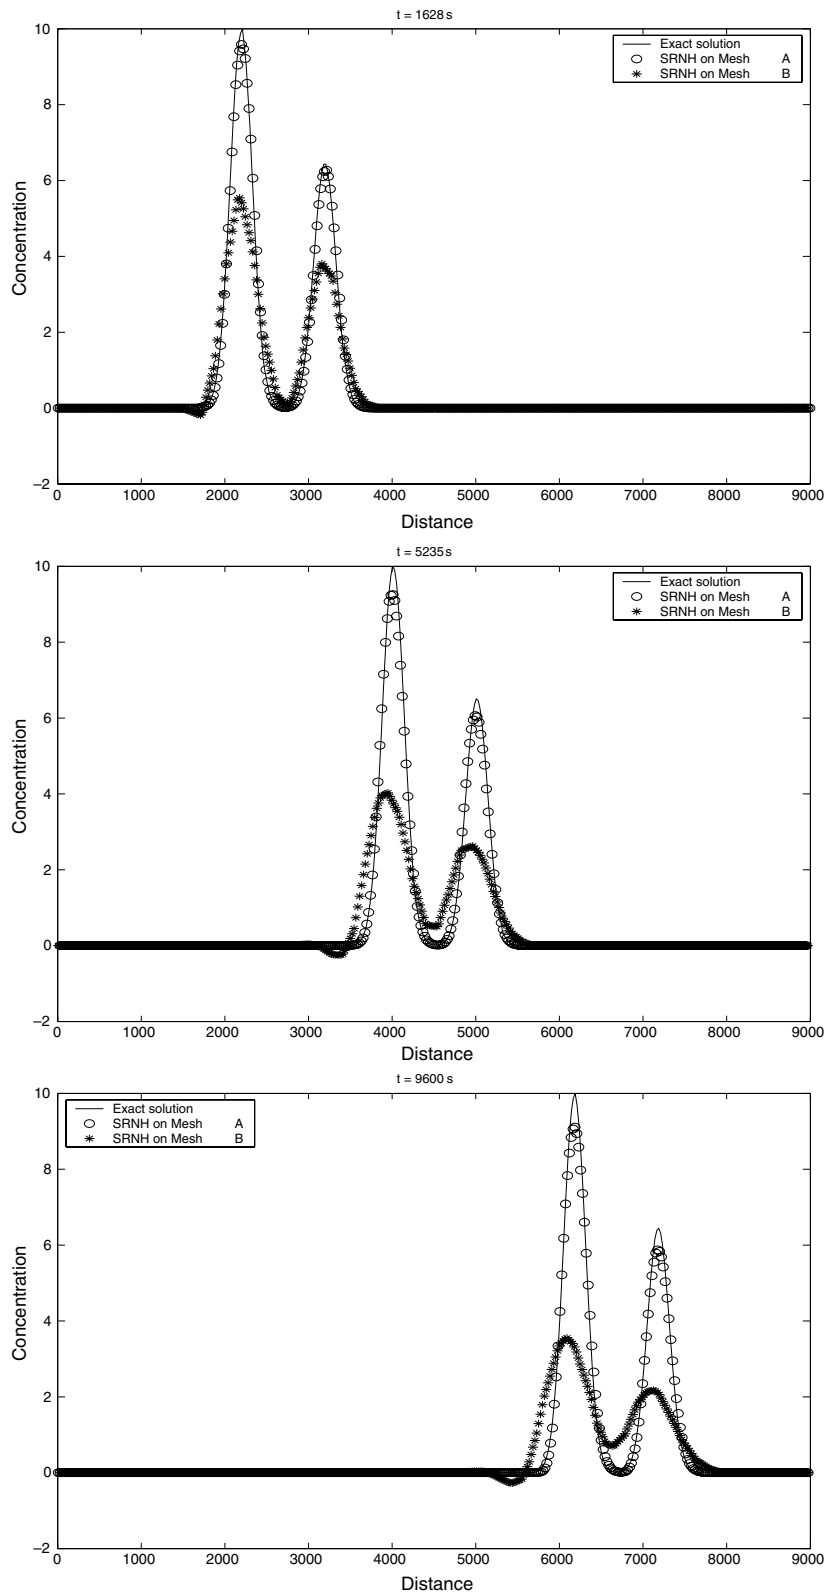 t = 1628 s
10
8
6
4
2
0
−2
Concentration
Exact solution
SRNH on Mesh A
SRNH on Mesh B
0 1000 2000 3000 4000 5000 6000 7000 8000 9000
Distance
t = 5235 s
10
8
6
4
2
0
−2
Concentration
Exact solution
SRNH on Mesh A
SRNH on Mesh B
0 1000 2000 3000 4000 5000 6000 7000 8000 9000
Distance
t = 9600 s
10
8
6
4
2
0
−2
Concentration
Exact solution
SRNH on Mesh A
SRNH on Mesh B
0 1000 2000 3000 4000 5000 6000 7000 8000 9000
Distance